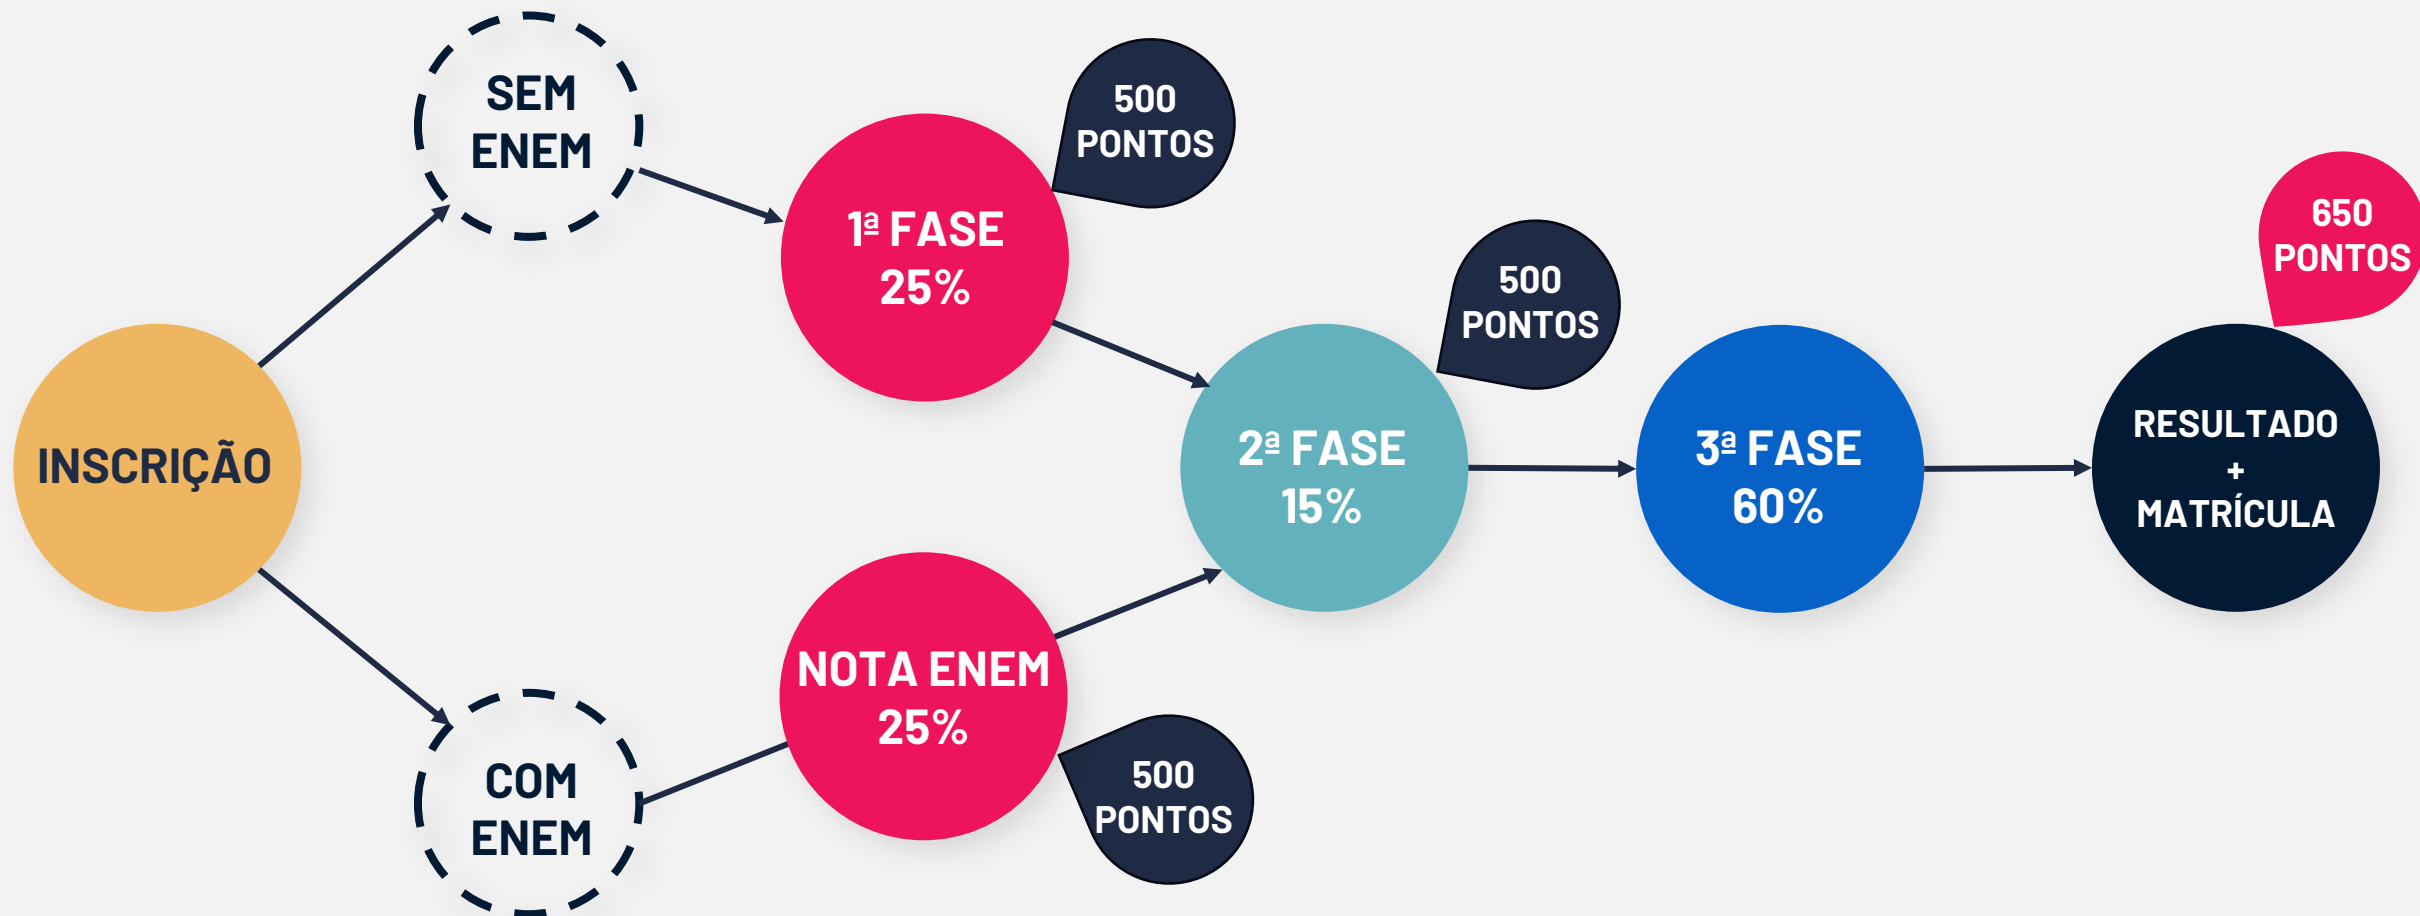 SEM
ENEM
500
PONTOS
1ª FASE
25%
500
PONTOS
650
PONTOS
INSCRIÇÃO
2ª FASE
15%
3ª FASE
60%
RESULTADO
+
MATRÍCULA
NOTA ENEM
25%
COM
ENEM
500
PONTOS